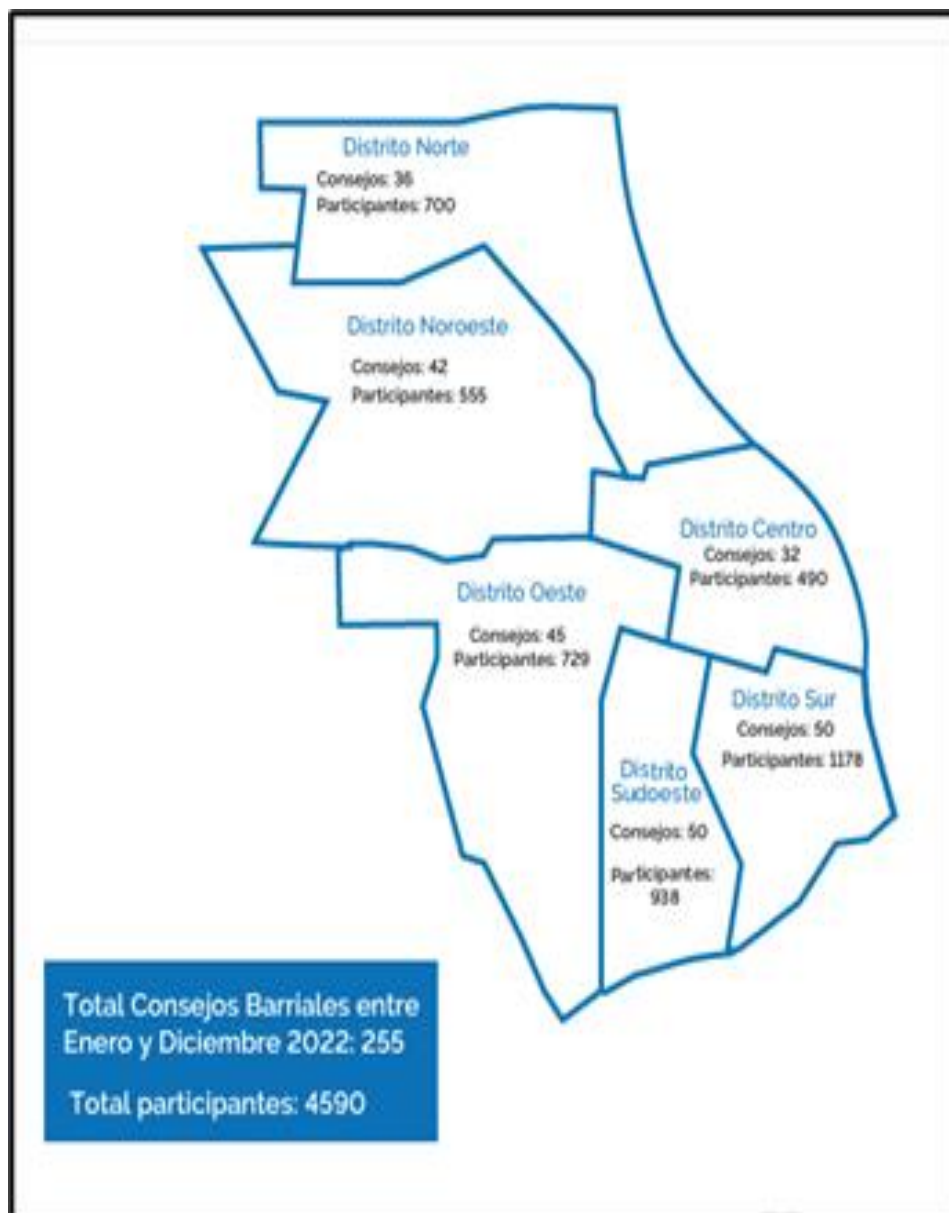 Distrito Norte
Consejos: 36
Participantes: 700
Distrito Noroeste
Consejos: 42
Participantes: 555
Distrito Centro
Consejos: 32
Participantes: 490
Distrito Oeste
Consejos: 45
Participantes: 729
Distrito Sur
Consejos: 50
Participantes: 1178
Distrito
Sudoeste
Consejos: 50
Participantes:
938
Total Consejos Barriales entre
Enero y Diciembre 2022: 255
Total participantes: 4590